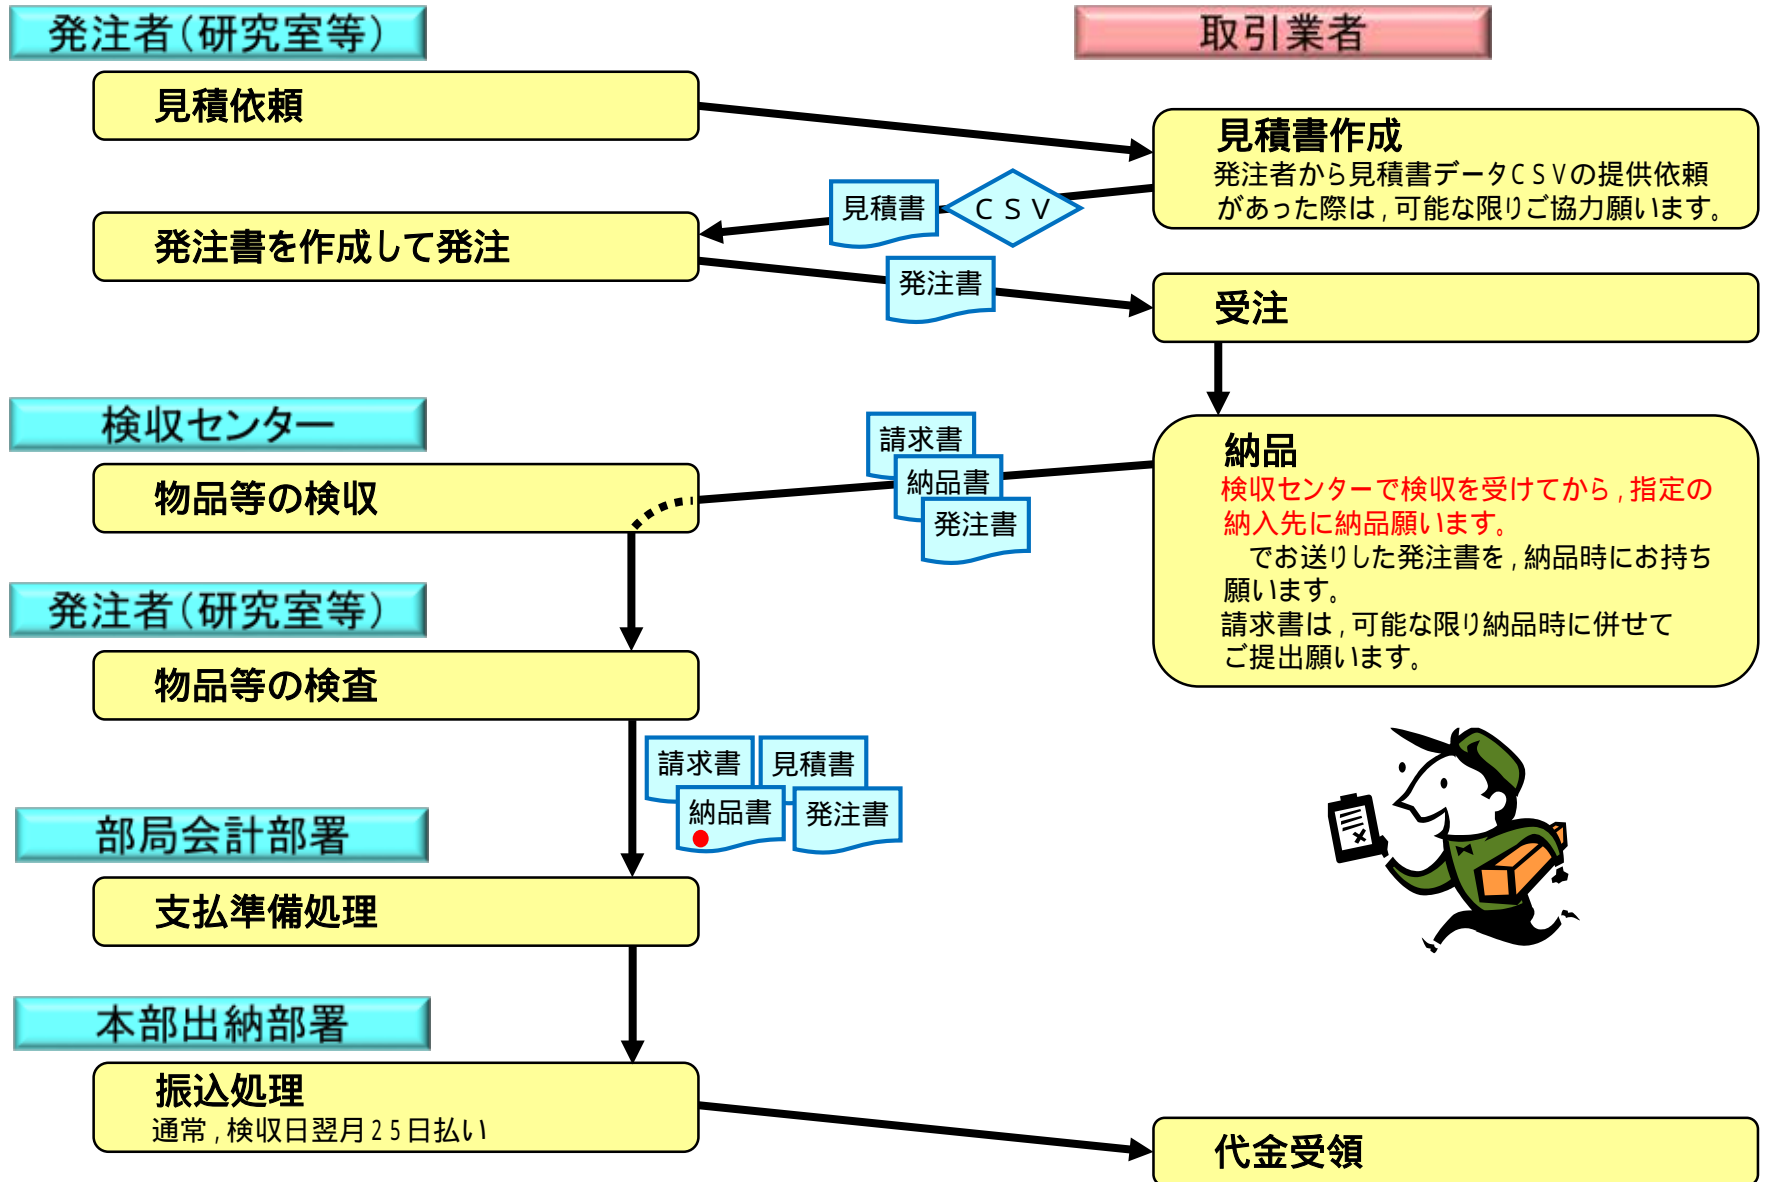 発注者（研究室等）
取引業者
見積依頼
見積書作成
発注者から見積書データCSVの提供依頼
があった際は，可能な限りご協力願います。
見積書
CSV
発注書を作成して発注
発注書
受注
検収センター
物品等の検収
請求書
納品書
発注書
納品
検収センターで検収を受けてから，指定の
納入先に納品願います。
でお送りした発注書を，納品時にお持ち
願います。
請求書は，可能な限り納品時に併せて
ご提出願います。
発注者（研究室等）
物品等の検査
請求書
見積書
納品書
発注書
部局会計部署
支払準備処理
本部出納部署
振込処理
通常，検収日翌月25日払い
代金受領